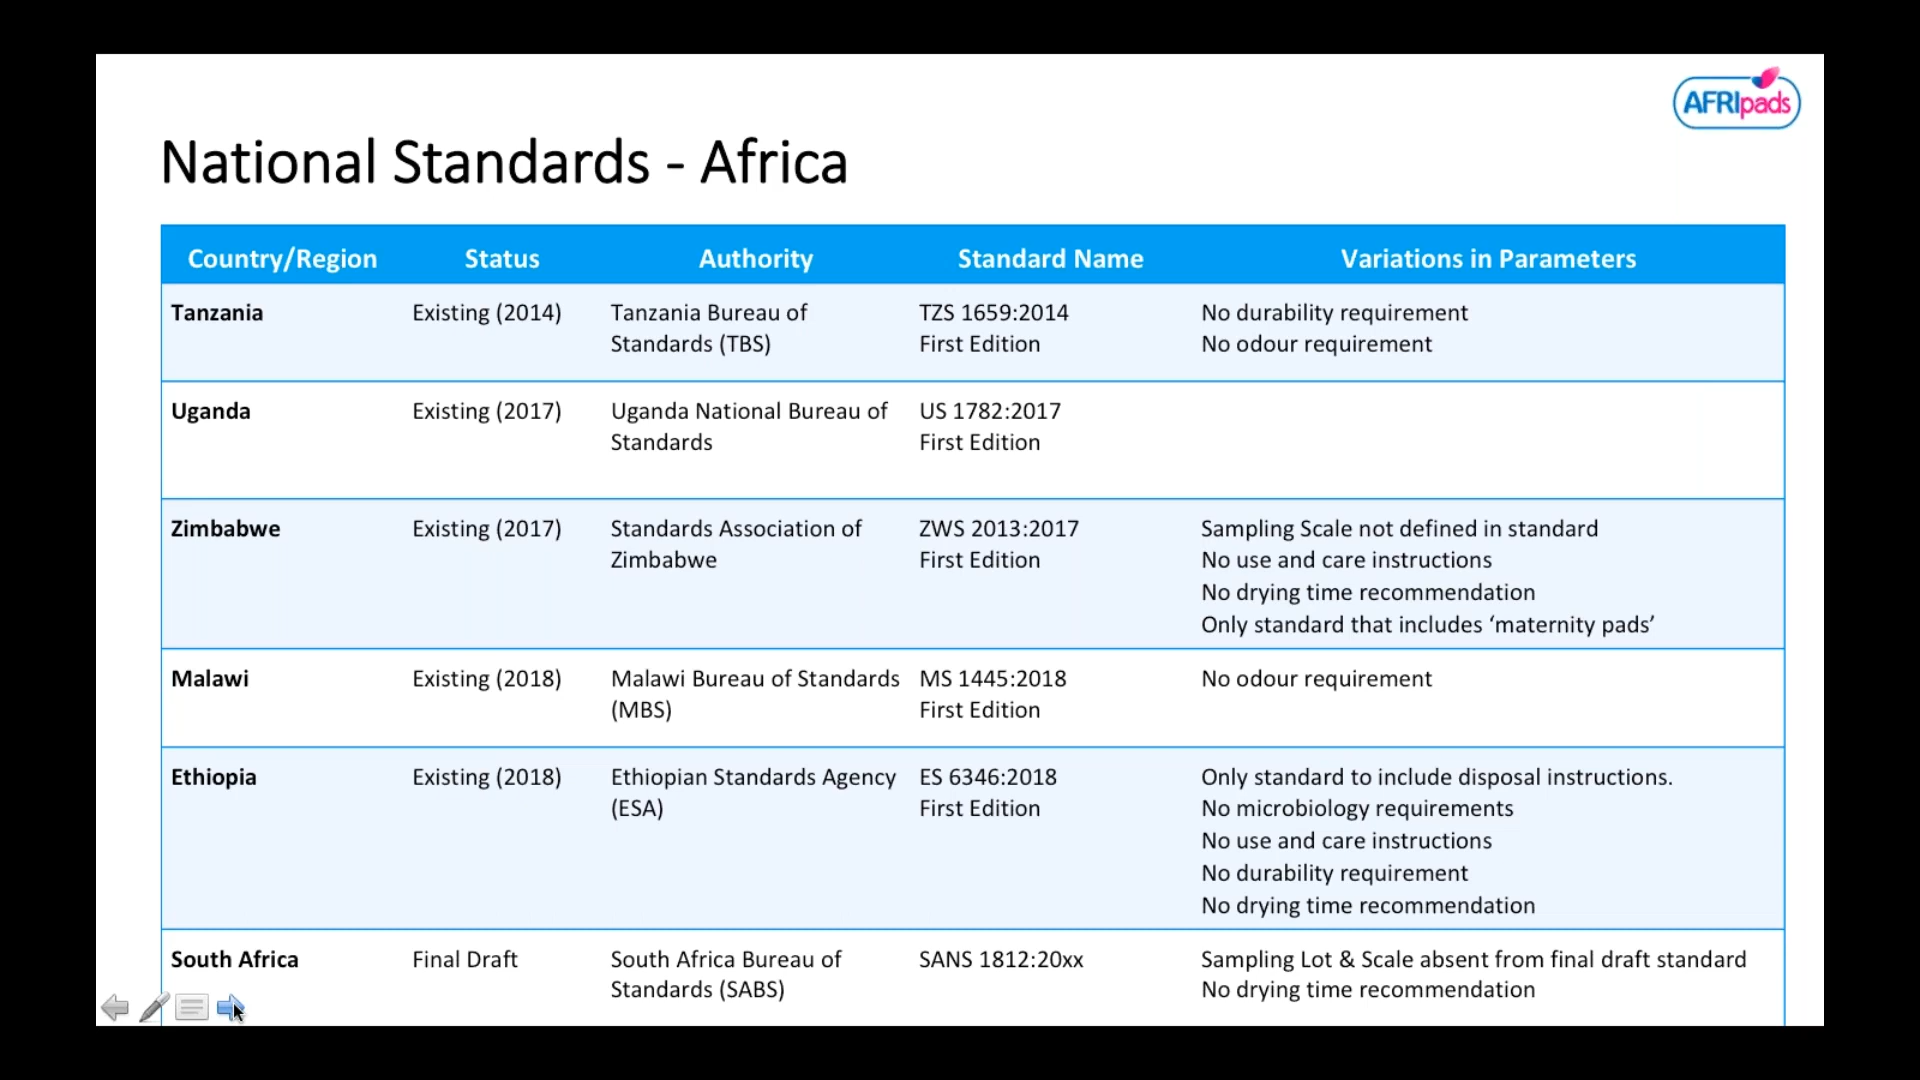 AFRIpads
National Standards - Africa
Country/Region Status Authority Standard Name Variations in Parameters
Tanzania Existing (2014) Tanzania Bureau of TZS 1659:2014 No durability requirement
Standards (TBS) First Edition No odour requirement
Uganda Existing (2017) Uganda National Bureau of US 1782:2017
Standards First Edition
Zimbabwe Existing (2017) Standards Association of ZWS 2013:2017 Sampling Scale not defined in standard
Zimbabwe First Edition No use and care instructions
No drying time recommendation
Only standard that includes ‘maternity pads’
Malawi Existing (2018) Malawi Bureau of Standards MS 1445:2018 No odour requirement
(MBS) First Edition
Ethiopia Existing (2018) Ethiopian Standards Agency ES 6346:2018 Only standard to include disposal instructions.
(ESA) First Edition No microbiology requirements
No use and care instructions
No durability requirement
No drying time recommendation
South Africa Final Draft South Africa Bureau of SANS 1812:20xx Sampling Lot & Scale absent from final draft standard
Standards (SABS) No drying time recommendation